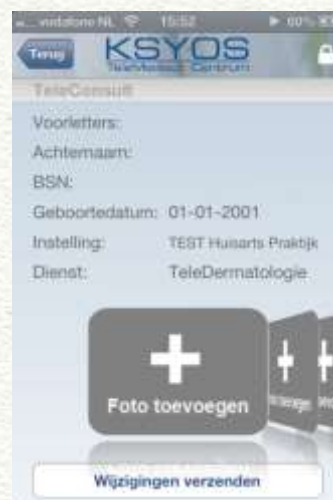 vodafone NL 15:52 60%
Terug KSYOS
TeleMedisch Centrum
TeleConsult
Voorletters:
Achternaam:
BSN:
Geboortedatum: 01-01-2001
Instelling: TEST Huisarts Praktijk
Dienst: TeleDermatologie
Foto toevoegen
Wijzigingen verzenden